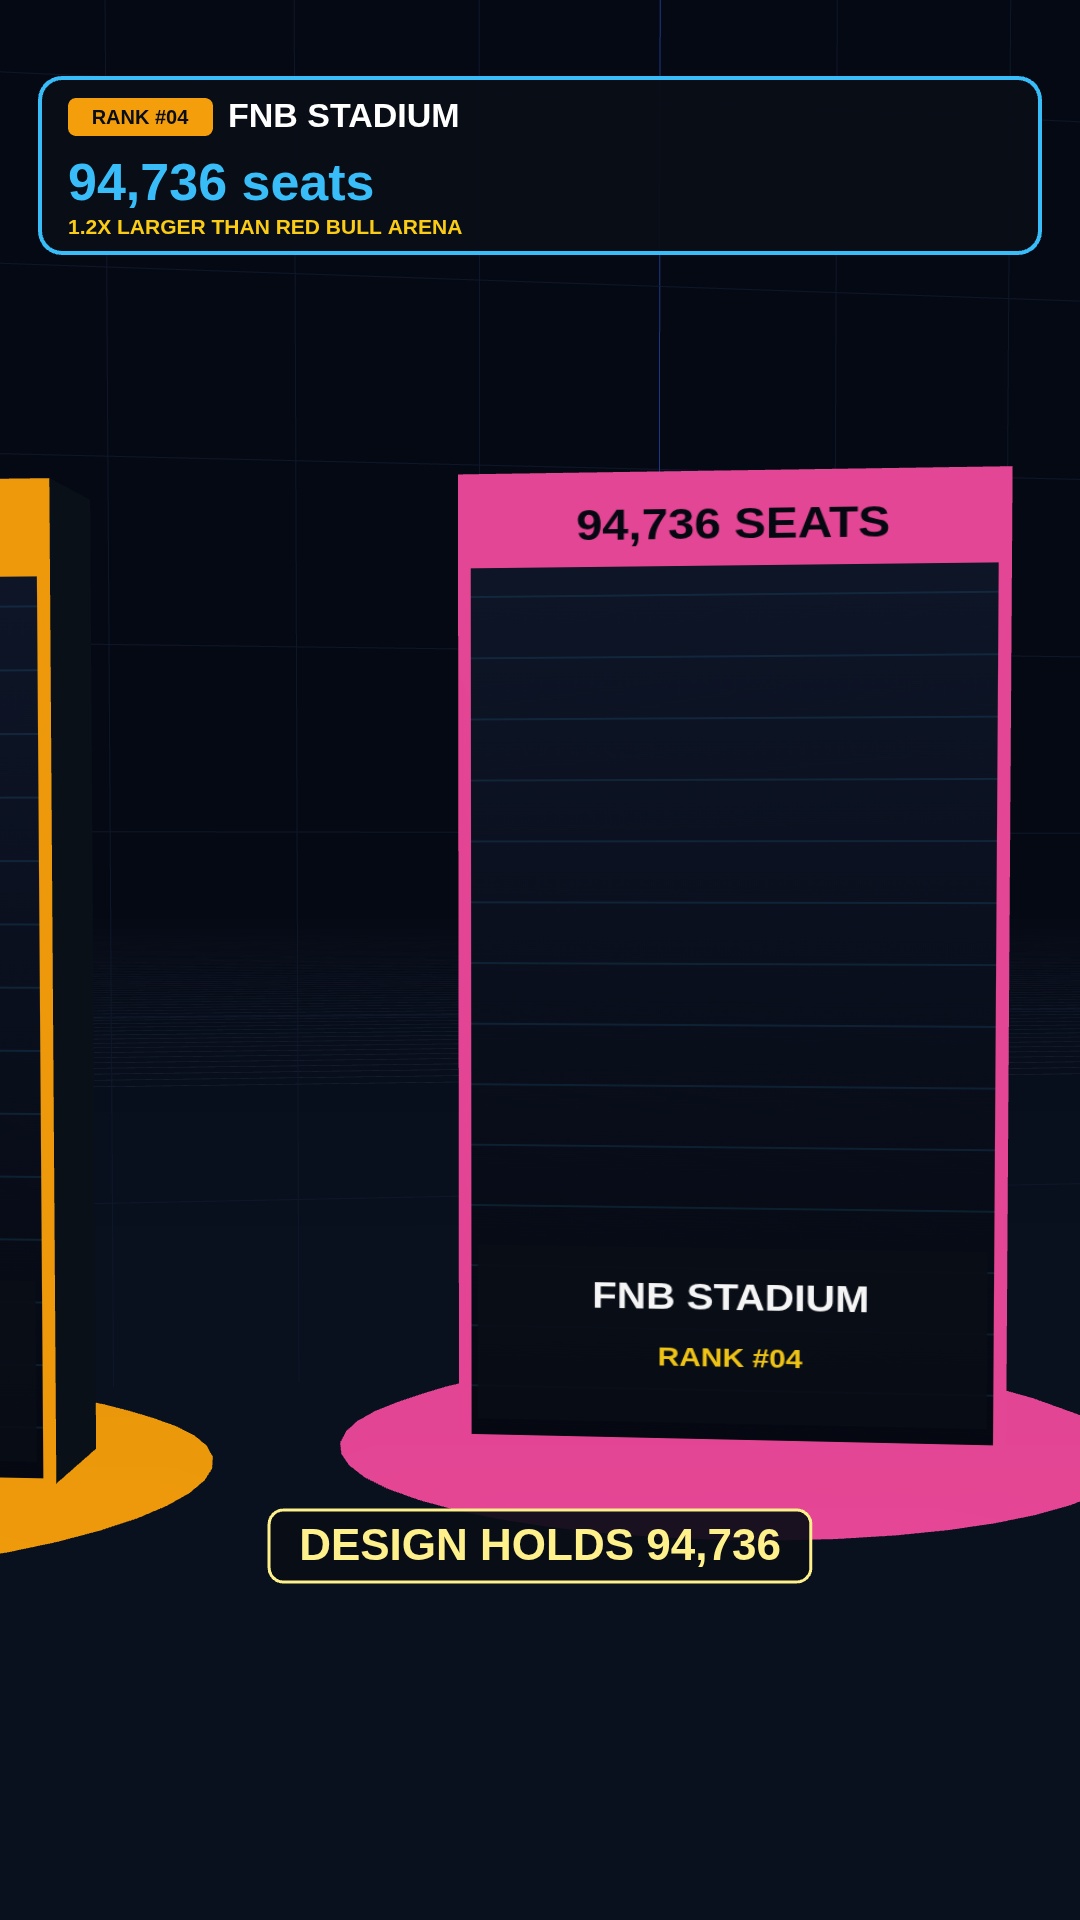 RANK #04
FNB STADIUM
94,736 seats
1.2X LARGER THAN RED BULL ARENA
94,736 SEATS
FNB STADIUM
RANK #04
DESIGN HOLDS 94,736